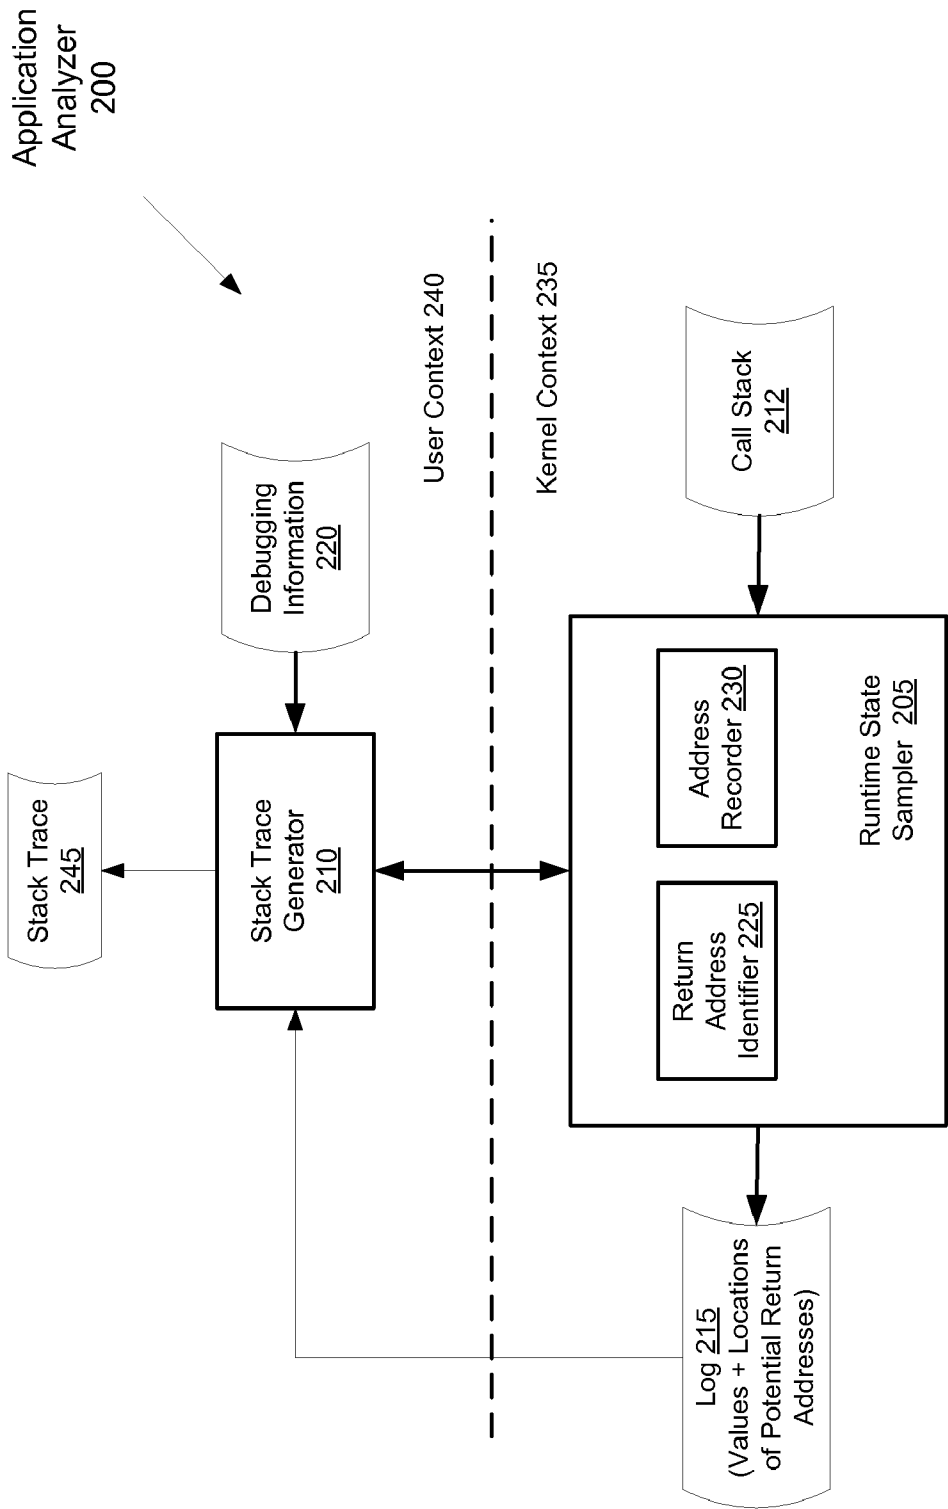 Application
Analyzer
200
Stack Trace
245
Stack Trace
Generator
210
Debugging
Information
220
User Context 240
Kernel Context 235
Log 215
(Values + Locations
of Potential Return
Addresses)
Return
Address
Identifier 225
Address
Recorder 230
Runtime State
Sampler 205
Call Stack
212